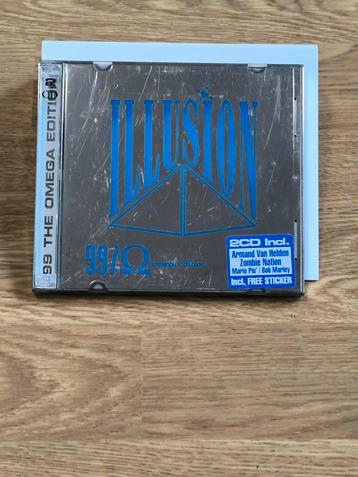 99 THE OMEGA EDITION
ILLUSION
99/Ω omega edition
2CD Incl.
Armand Van Helden
Zombie Nation
Mario Più / Bob Marley
Incl. FREE STICKER